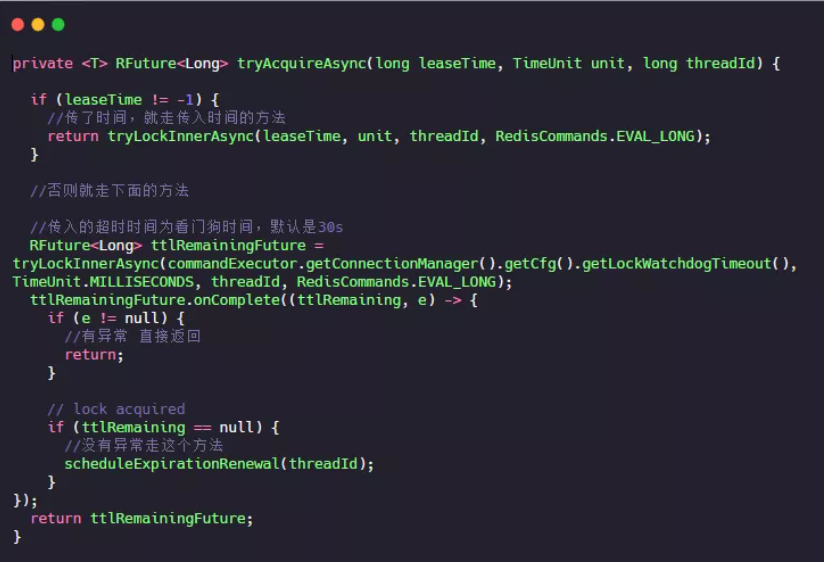 private <T> RFuture<Long> tryAcquireAsync(long leaseTime, TimeUnit unit, long threadId) {
if (leaseTime != -1) {
//传了时间，就走传入时间的方法
return tryLockInnerAsync(leaseTime, unit, threadId, RedisCommands.EVAL_LONG);
}
//否则就走下面的方法
//传入的超时时间为看门狗时间，默认是30s
RFuture<Long> ttlRemainingFuture =
tryLockInnerAsync(commandExecutor.getConnectionManager().getCfg().getLockWatchdogTimeout(),
TimeUnit.MILLISECONDS, threadId, RedisCommands.EVAL_LONG);
ttlRemainingFuture.onComplete((ttlRemaining, e) -> {
if (e != null) {
//有异常 直接返回
return;
}
// lock acquired
if (ttlRemaining == null) {
//没有异常走这个方法
scheduleExpirationRenewal(threadId);
}
});
return ttlRemainingFuture;
}